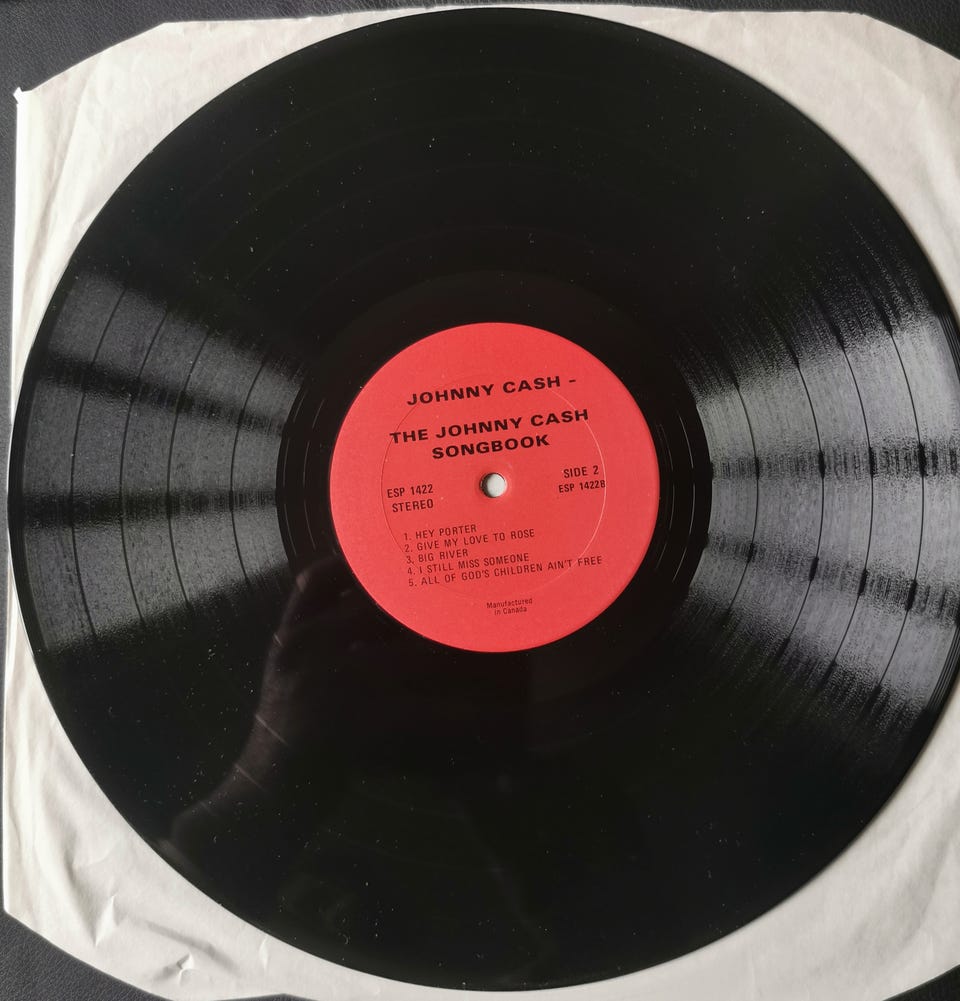 JOHNNY CASH -
THE JOHNNY CASH
SONGBOOK
ESP 1422
STEREO
SIDE 2
ESP 1422B
1. HEY PORTER
2. GIVE MY LOVE TO ROSE
3. BIG RIVER
4. I STILL MISS SOMEONE
5. ALL OF GOD'S CHILDREN AIN'T FREE
Manufactured
in Canada